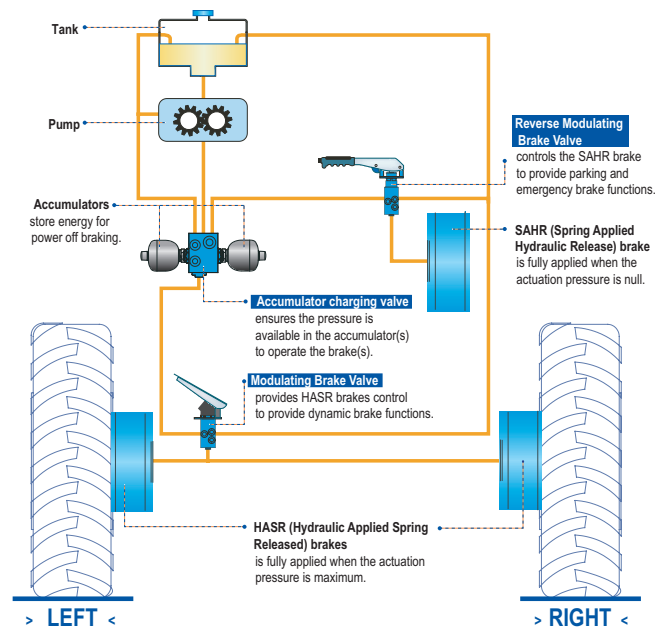 Tank
Pump
Reverse Modulating
Brake Valve
controls the SAHR brake
to provide parking and
emergency brake functions.
Accumulators
store energy for
power off braking.
SAHR (Spring Applied
Hydraulic Release) brake
is fully applied when the
actuation pressure is null.
Accumulator charging valve
ensures the pressure is
available in the accumulator(s)
to operate the brake(s).
Modulating Brake Valve
provides HASR brakes control
to provide dynamic brake functions.
HASR (Hydraulic Applied Spring
Released) brakes
is fully applied when the actuation
pressure is maximum.
> LEFT <
> RIGHT <